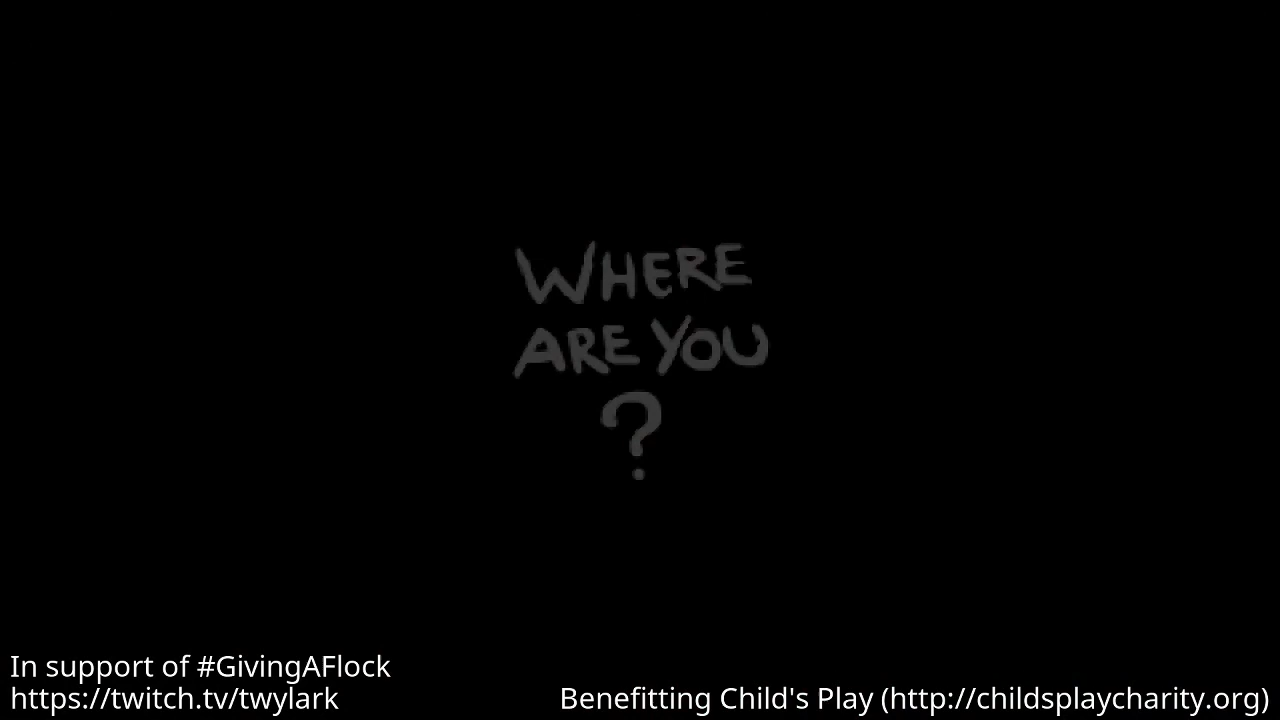 WHERE
ARE YOU
?
In support of #GivingAFlock
https://twitch.tv/twylark
Benefitting Child's Play (http://childsplaycharity.org)